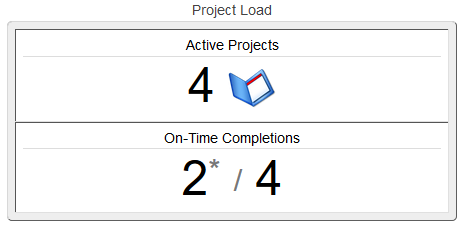 Project Load
Active Projects
4
On-Time Completions
2* / 4